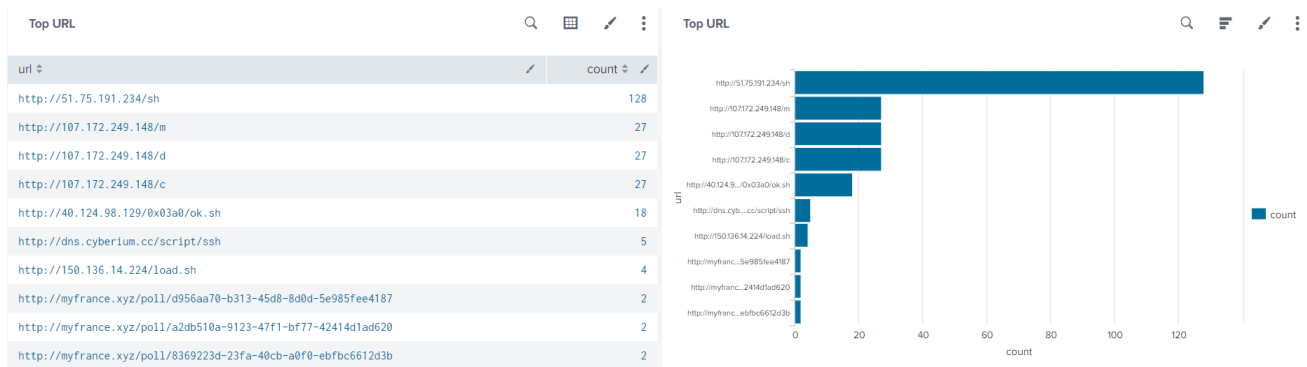 Top URL
url count
http://51.75.191.234/sh 128
http://107.172.249.148/m 27
http://107.172.249.148/d 27
http://107.172.249.148/c 27
http://40.124.98.129/0x03a0/ok.sh 18
http://dns.cyberium.cc/script/ssh 5
http://150.136.14.224/load.sh 4
http://myfrance.xyz/poll/d956aa70-b313-45d8-8d0d-5e985fee4187 2
http://myfrance.xyz/poll/a2db510a-9123-47f1-bf77-42414d1ad620 2
http://myfrance.xyz/poll/8369223d-23fa-40cb-a0f0-ebfbc6612d3b 2
Top URL
url
http://51.75.191.234/sh
http://107.172.249.148/m
http://107.172.249.148/d
http://107.172.249.148/c
http://40.124.9.../0x03a0/ok.sh
http://dns.cyb....cc/script/ssh
http://150.136.14.224/load.sh
http://myfranc...5e985fee4187
http://myfranc...2414d1ad620
http://myfranc...ebfbc6612d3b
0 20 40 60 80 100 120
count
count